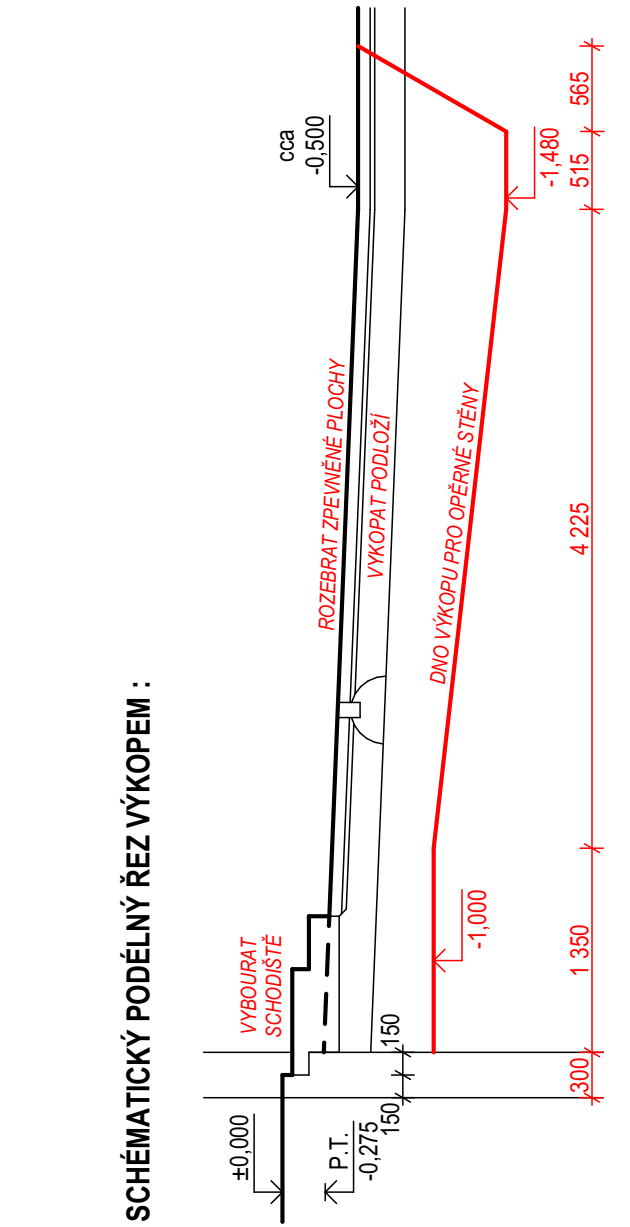 SCHÉMATICKÝ PODÉLNÝ ŘEZ VÝKOPEM :
±0,000
P.T.
-0,275
VYBOURAT
SCHODIŠTĚ
ROZEBRAT ZPEVNĚNÉ PLOCHY
VYKOPAT PODLOŽÍ
DNO VÝKOPU PRO OPĚRNÉ STĚNY
cca
-0,500
-1,000
-1,480
150
150
300
1 350
4 225
515
565